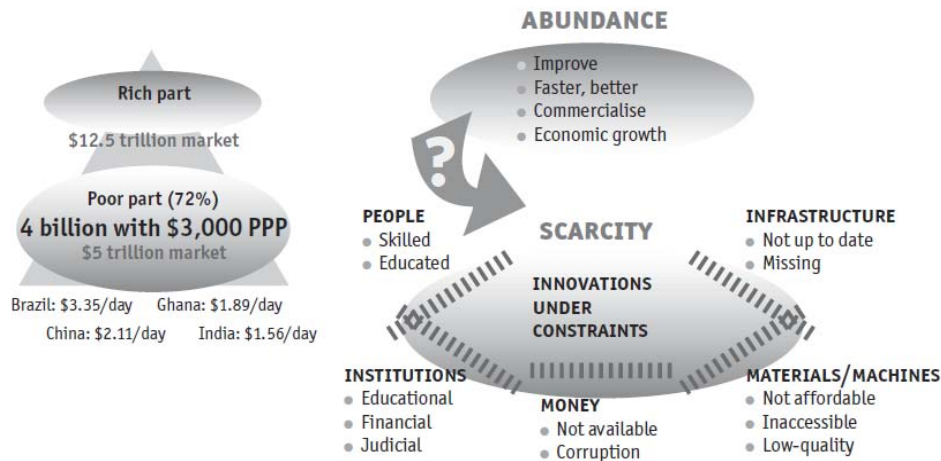 Rich part
$12.5 trillion market
Poor part (72%)
4 billion with $3,000 PPP
$5 trillion market
Brazil: $3.35/day Ghana: $1.89/day
China: $2.11/day India: $1.56/day
ABUNDANCE
• Improve
• Faster, better
• Commercialise
• Economic growth
?
PEOPLE
• Skilled
• Educated
SCARCITY
INNOVATIONS
UNDER
CONSTRAINTS
INFRASTRUCTURE
• Not up to date
• Missing
INSTITUTIONS
• Educational
• Financial
• Judicial
MONEY
• Not available
• Corruption
MATERIALS/MACHINES
• Not affordable
• Inaccessible
• Low-quality